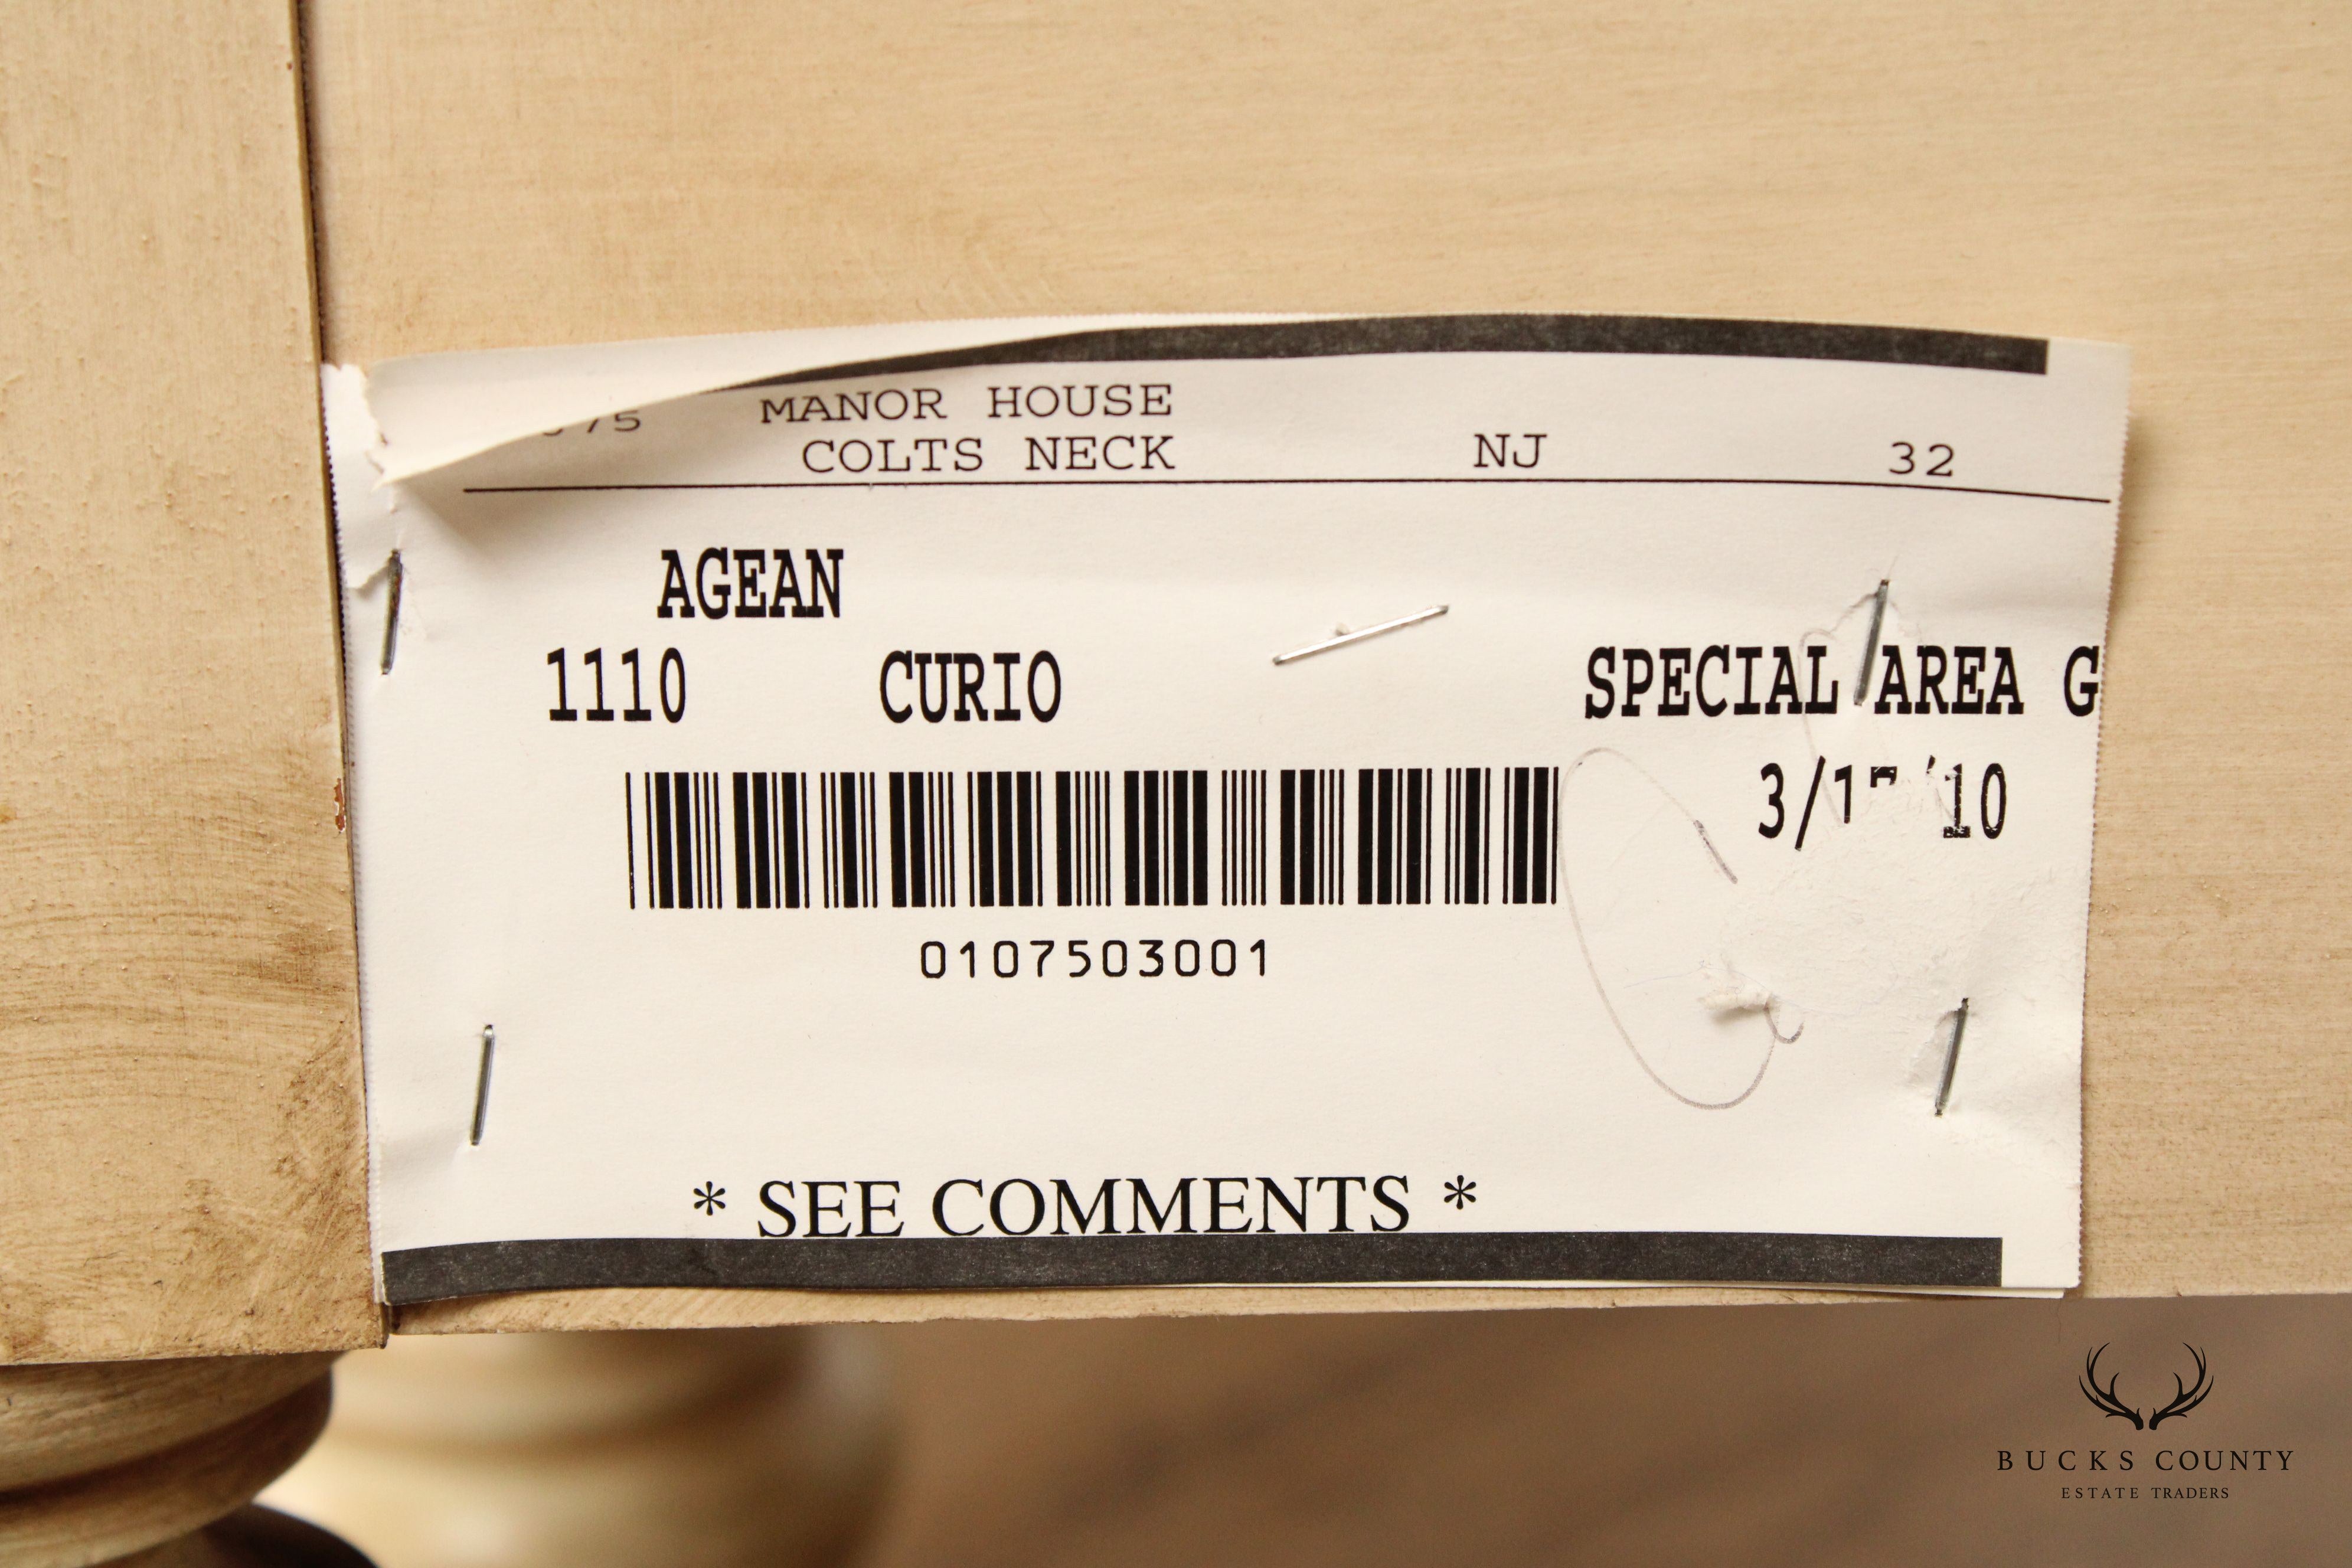 MANOR HOUSE
COLTS NECK NJ 32
AGEAN
1110 CURIO SPECIAL AREA G
0107503001
* SEE COMMENTS *
BUCKS COUNTY
ESTATE TRADERS